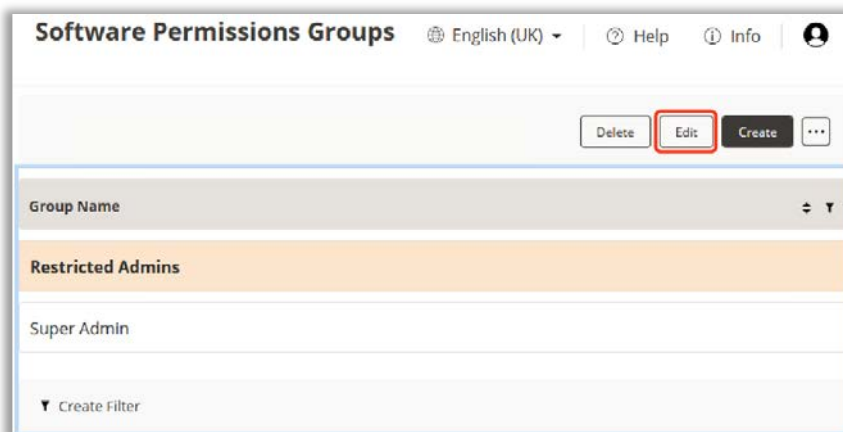 Software Permissions Groups English (UK) Help Info
Delete Edit Create ...
Group Name
Restricted Admins
Super Admin
Create Filter